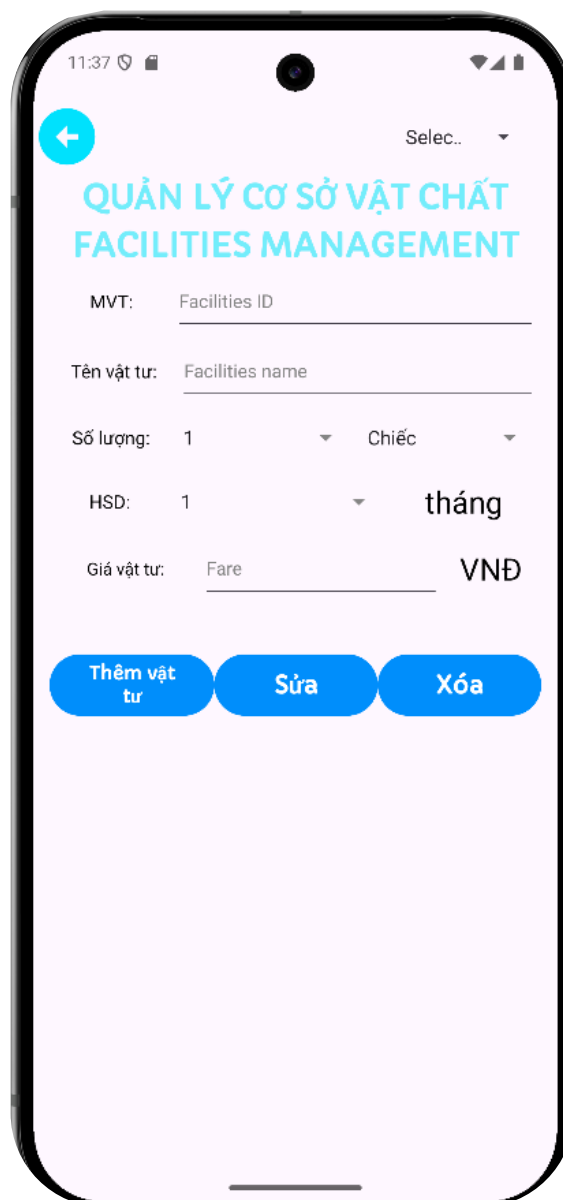 11:37
Selec..
QUẢN LÝ CƠ SỞ VẬT CHẤT
FACILITIES MANAGEMENT
MVT: Facilities ID
Tên vật tư: Facilities name
Số lượng: 1 Chiếc
HSD: 1 tháng
Giá vật tư: Fare VNĐ
Thêm vật
tư
Sửa
Xóa